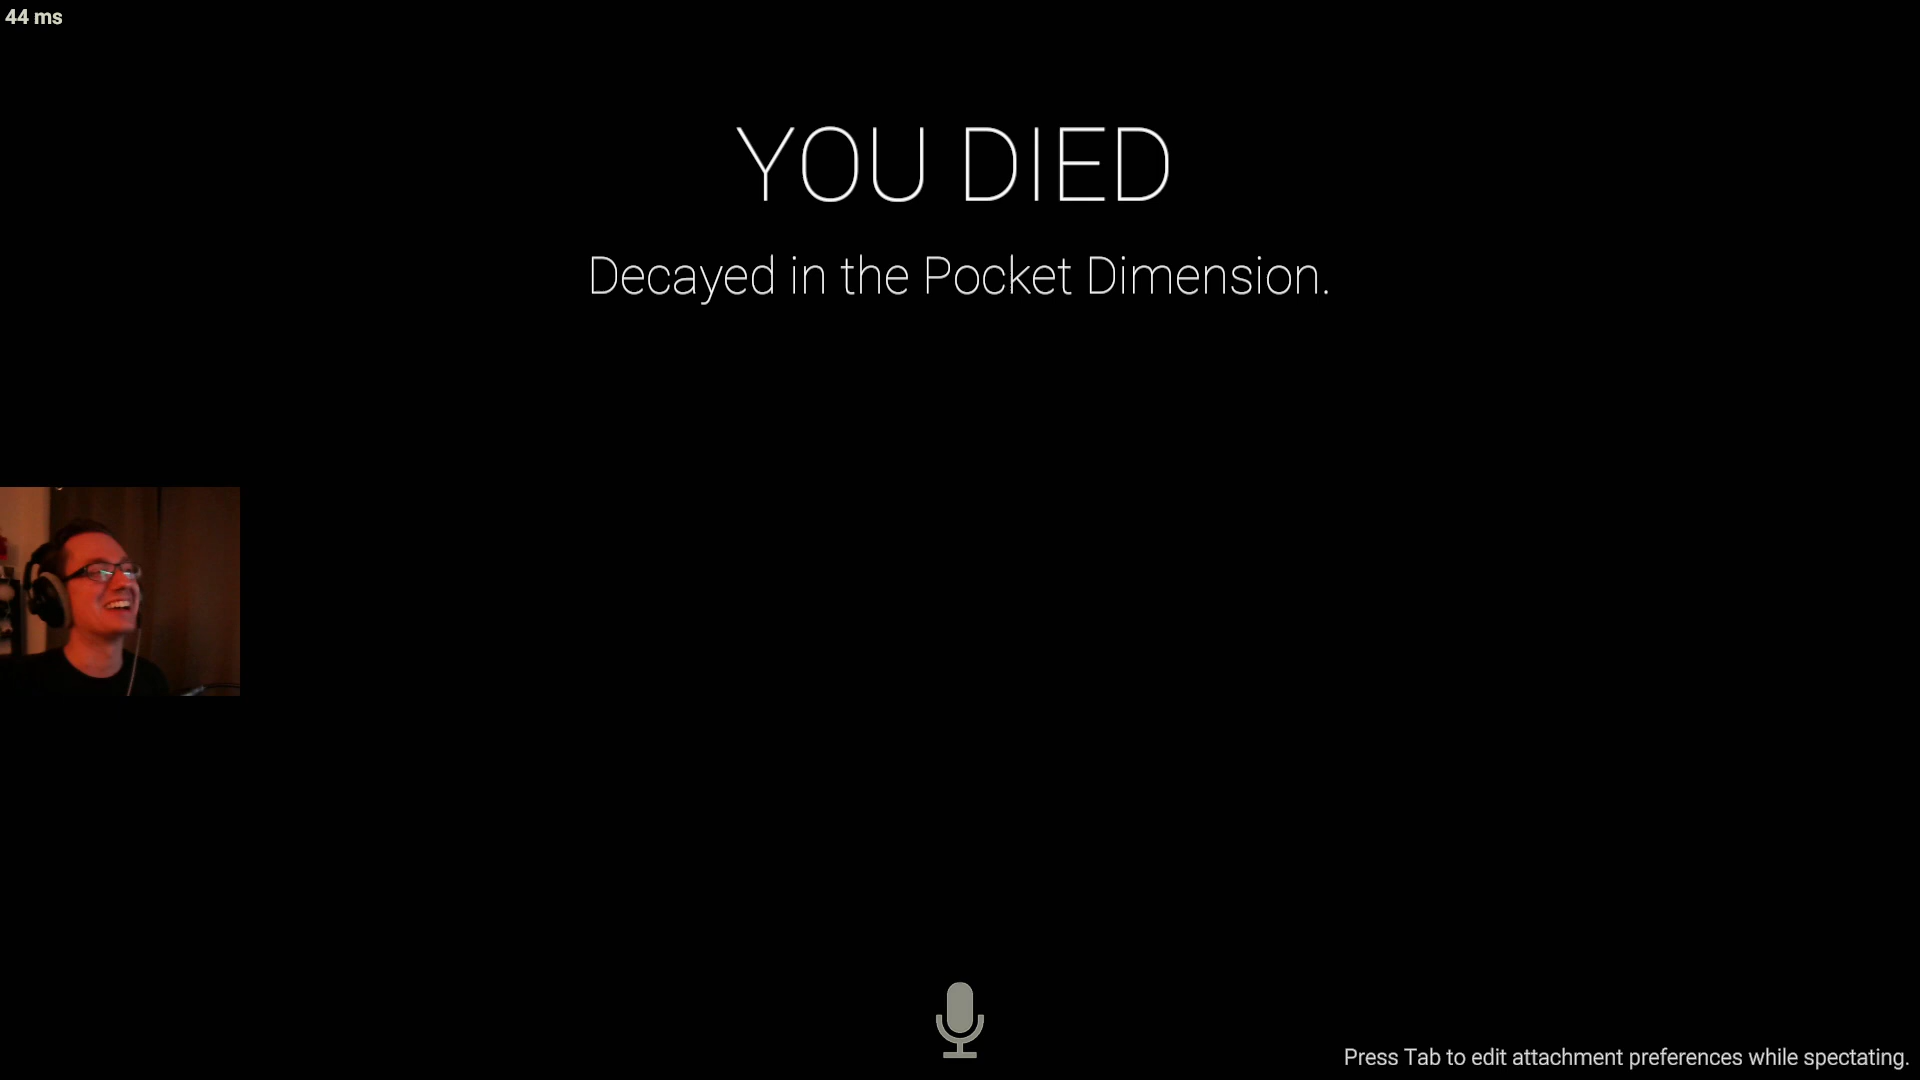 44 ms
YOU DIED
Decayed in the Pocket Dimension.
Press Tab to edit attachment preferences while spectating.